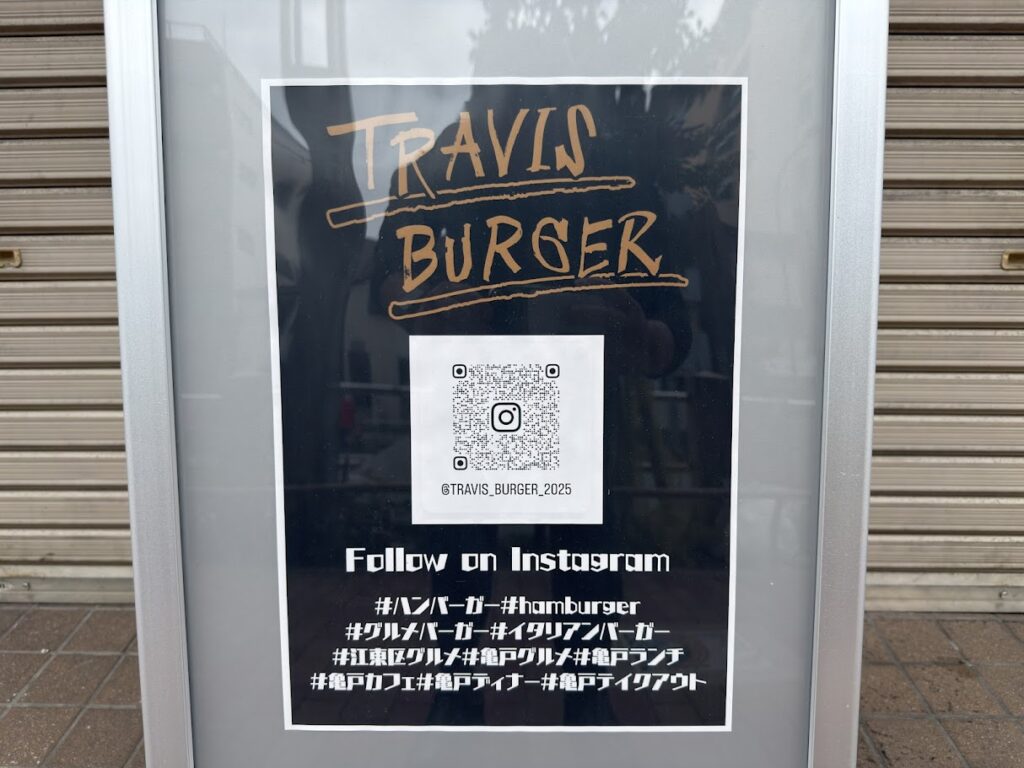 TRAVIS
BURGER
@TRAVIS_BURGER_2025
Follow on Instagram
#ハンバーガー#hamburger
#グルメバーガー#イタリアンバーガー
#江東区グルメ#亀戸グルメ#亀戸ランチ
#亀戸カフェ#亀戸ディナー#亀戸テイクアウト